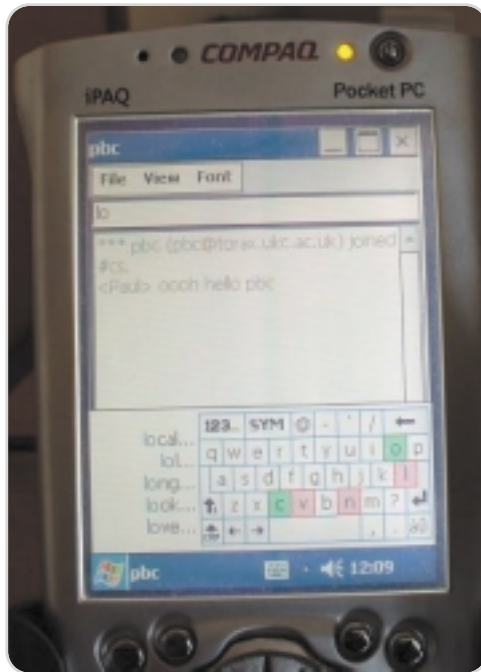 COMPAQ
iPAQ Pocket PC
pbc
File View Font
lo
*** pbc (pbc@torax.ukc.ac.uk) joined
#cs.
<Paul> oooh hello pbc
123.. SYM @ - ' / ←
local... q w e r t y u i o p
lol... a s d f g h j k l
long... z x c v b n m ? 
look...
love... ← → , .
pbc 12:09